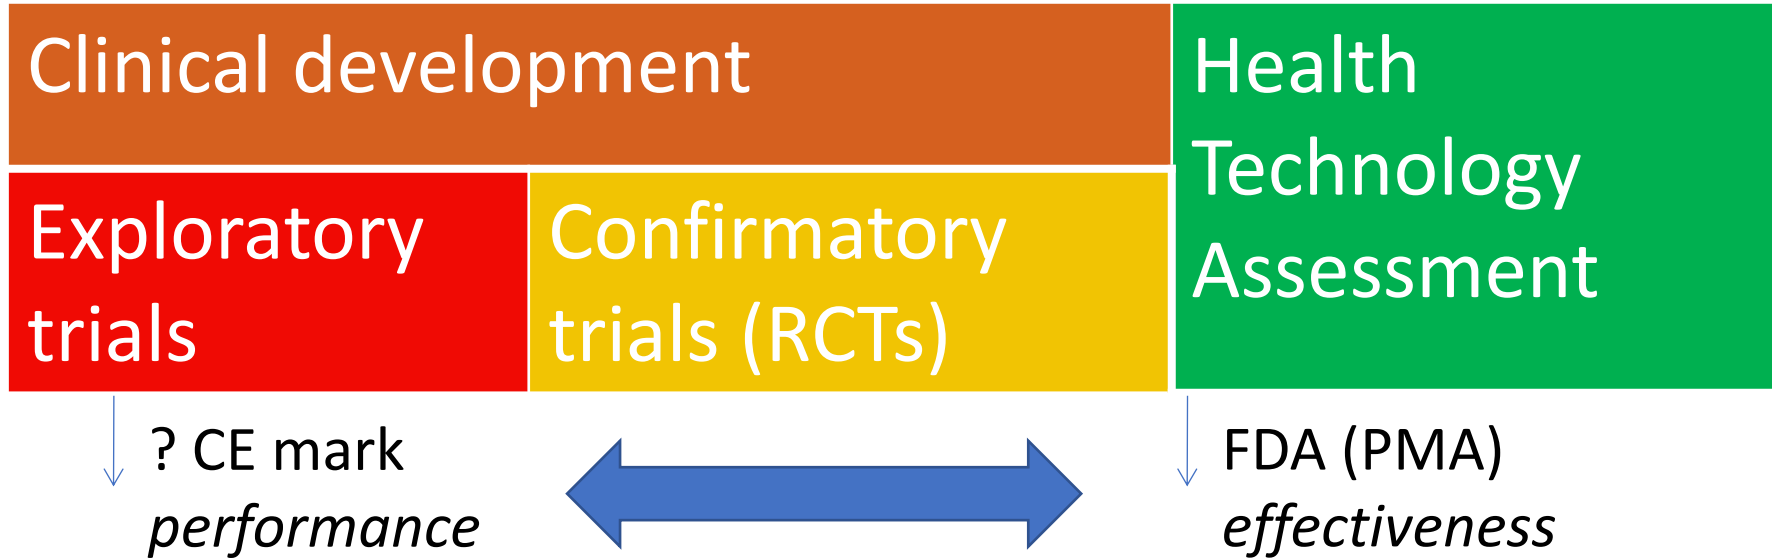 Clinical development
Health
Technology
Assessment
Exploratory
trials
Confirmatory
trials (RCTs)
? CE mark
performance
FDA (PMA)
effectiveness